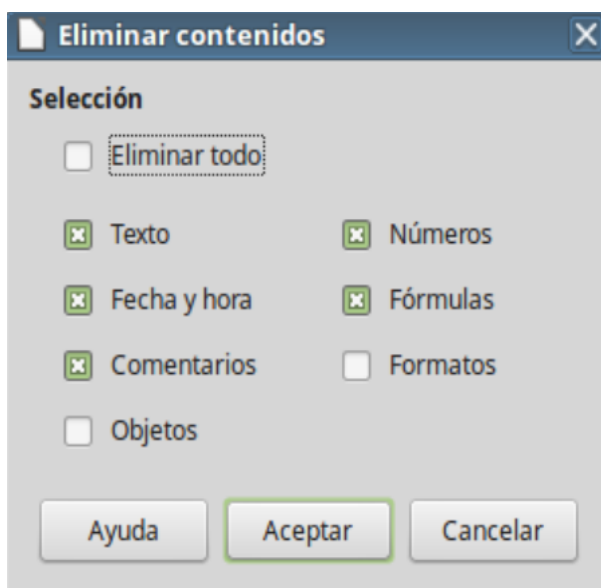 Eliminar contenidos
Selección
Eliminar todo
Texto Números
Fecha y hora Fórmulas
Comentarios Formatos
Objetos
Ayuda Aceptar Cancelar